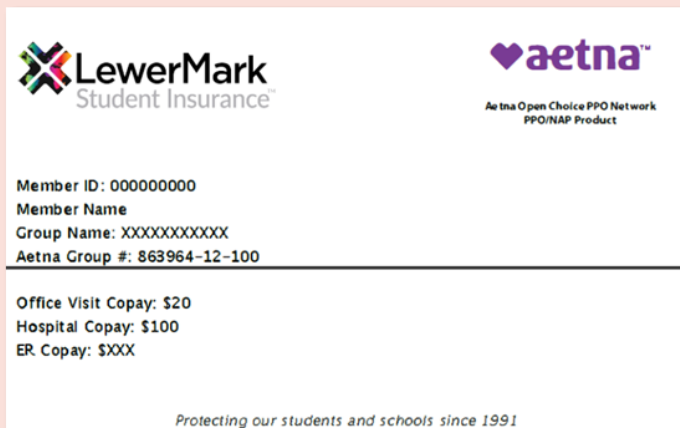 LewerMark
Student Insurance™
aetna™
Aetna Open Choice PPO Network
PPO/NAP Product
Member ID: 000000000
Member Name
Group Name: XXXXXXXXXXX
Aetna Group #: 863964-12-100
Office Visit Copay: $20
Hospital Copay: $100
ER Copay: $XXX
Protecting our students and schools since 1991